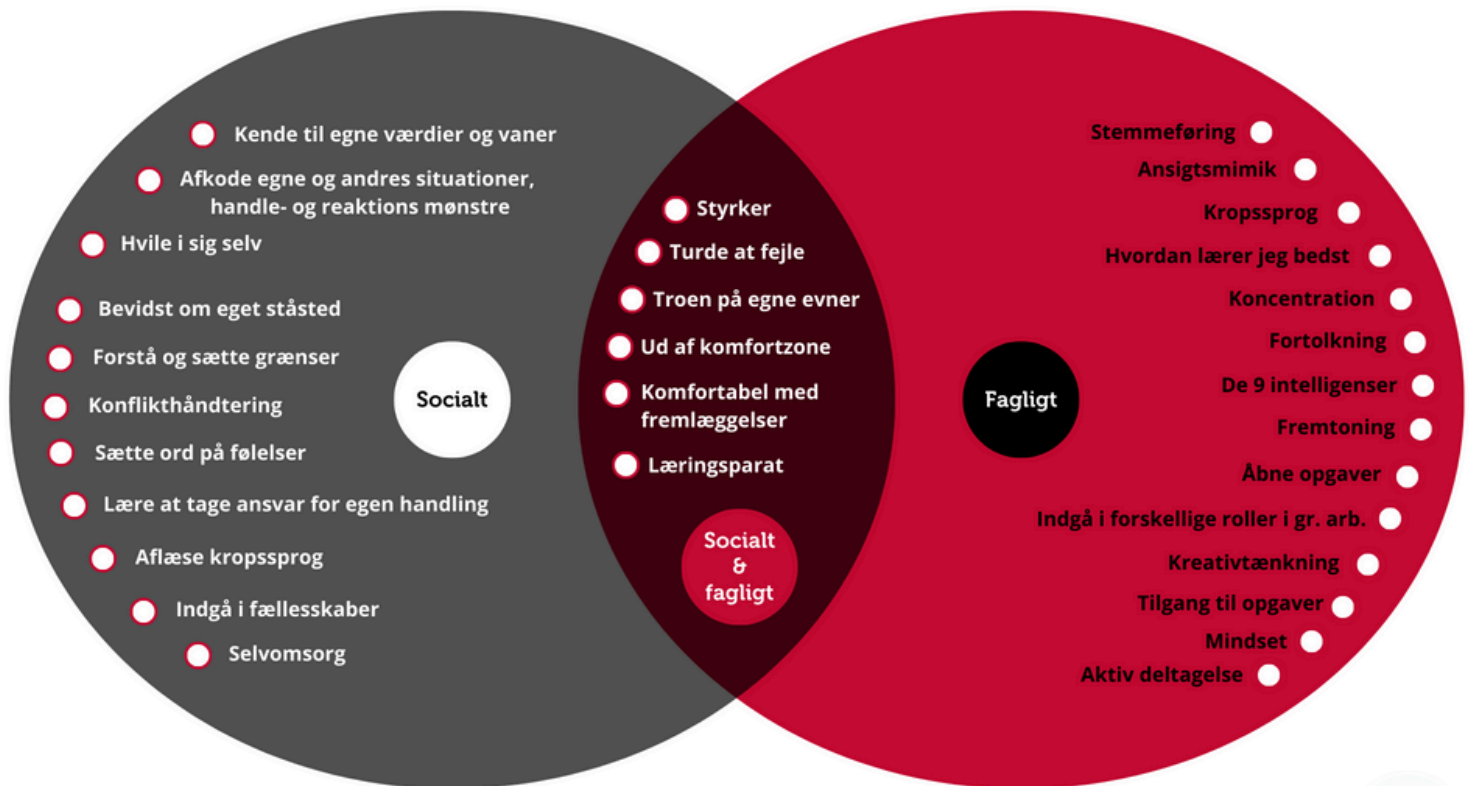 Kende til egne værdier og vaner
Afkode egne og andres situationer,
handle- og reaktions mønstre
Hvile i sig selv
Bevidst om eget ståsted
Forstå og sætte grænser
Konflikthåndtering
Sætte ord på følelser
Lære at tage ansvar for egen handling
Aflæse kropssprog
Indgå i fællesskaber
Selvomsorg
Socialt
Styrker
Turde at fejle
Troen på egne evner
Ud af komfortzone
Komfortabel med
fremlæggelser
Læringsparat
Socialt
&
fagligt
Fagligt
Stemmeføring
Ansigtsmimik
Kropssprog
Hvordan lærer jeg bedst
Koncentration
Fortolkning
De 9 intelligenser
Fremtoning
Åbne opgaver
Indgå i forskellige roller i gr. arb.
Kreativtænkning
Tilgang til opgaver
Mindset
Aktiv deltagelse